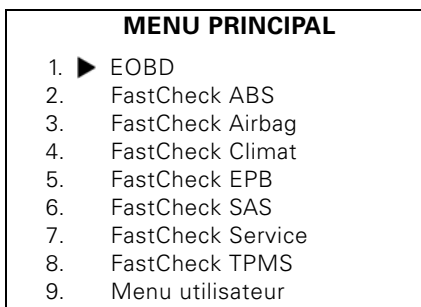 MENU PRINCIPAL
1. ▶ EOBD
2. FastCheck ABS
3. FastCheck Airbag
4. FastCheck Climat
5. FastCheck EPB
6. FastCheck SAS
7. FastCheck Service
8. FastCheck TPMS
9. Menu utilisateur